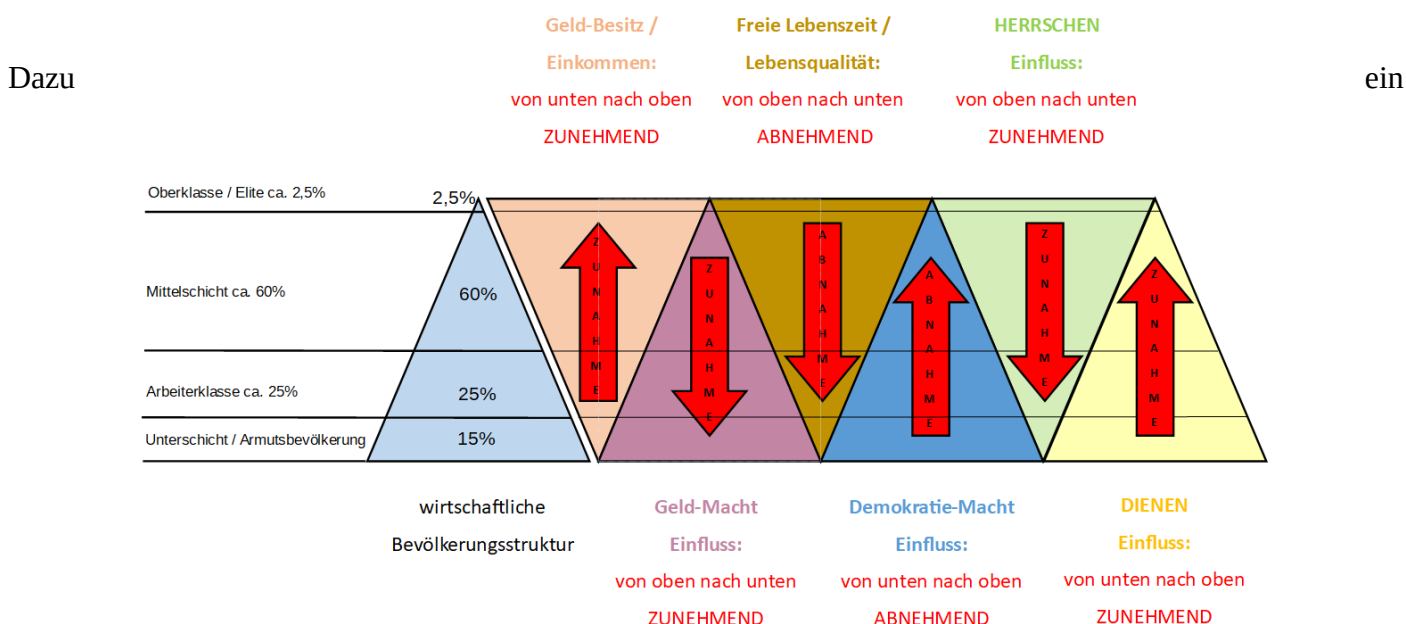 Geld-Besitz /
Einkommen:
von unten nach oben
ZUNEHMEND
Freie Lebenszeit /
Lebensqualität:
von oben nach unten
ABNEHMEND
HERRSCHEN
Einfluss:
von oben nach unten
ZUNEHMEND
Dazu ein
Oberklasse / Elite ca. 2,5%
2,5%
Mittelschicht ca. 60%
60%
Arbeiterklasse ca. 25%
25%
Unterschicht / Armutsbevölkerung
15%
ZUNAHME
ZUNAHME
ABNAHME
ABNAHME
ZUNAHME
ZUNAHME
wirtschaftliche
Bevölkerungsstruktur
Geld-Macht
Einfluss:
von oben nach unten
ZUNEHMEND
Demokratie-Macht
Einfluss:
von unten nach oben
ABNEHMEND
DIENEN
Einfluss:
von unten nach oben
ZUNEHMEND